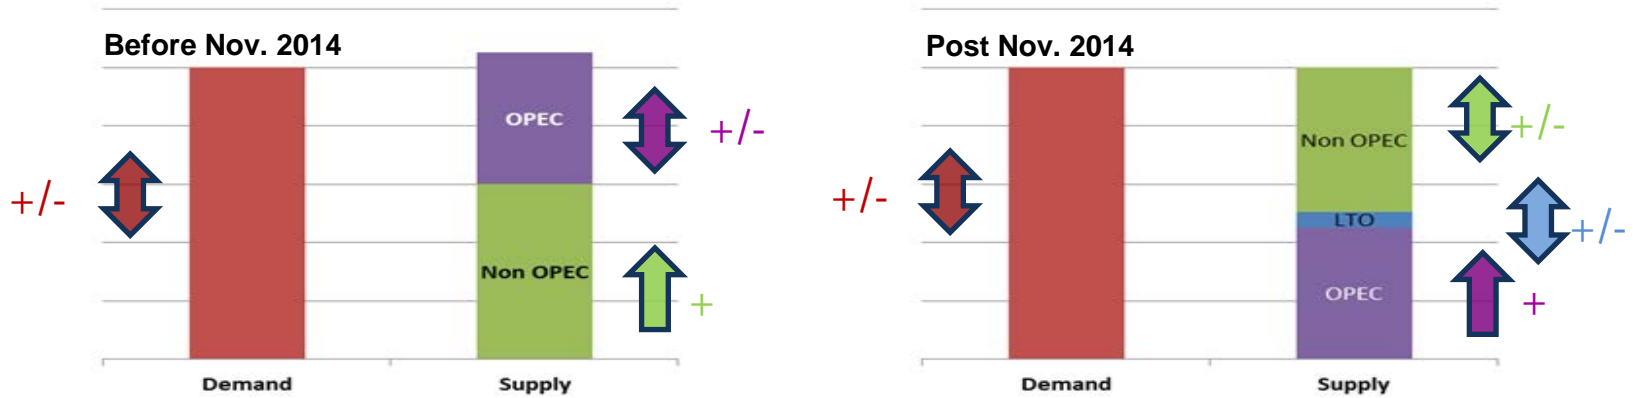 Before Nov. 2014
OPEC
+/-
+/-
Non OPEC
+
Demand
Supply
Post Nov. 2014
Non OPEC
+/-
+/-
LTO
+/-
OPEC
+
Demand
Supply